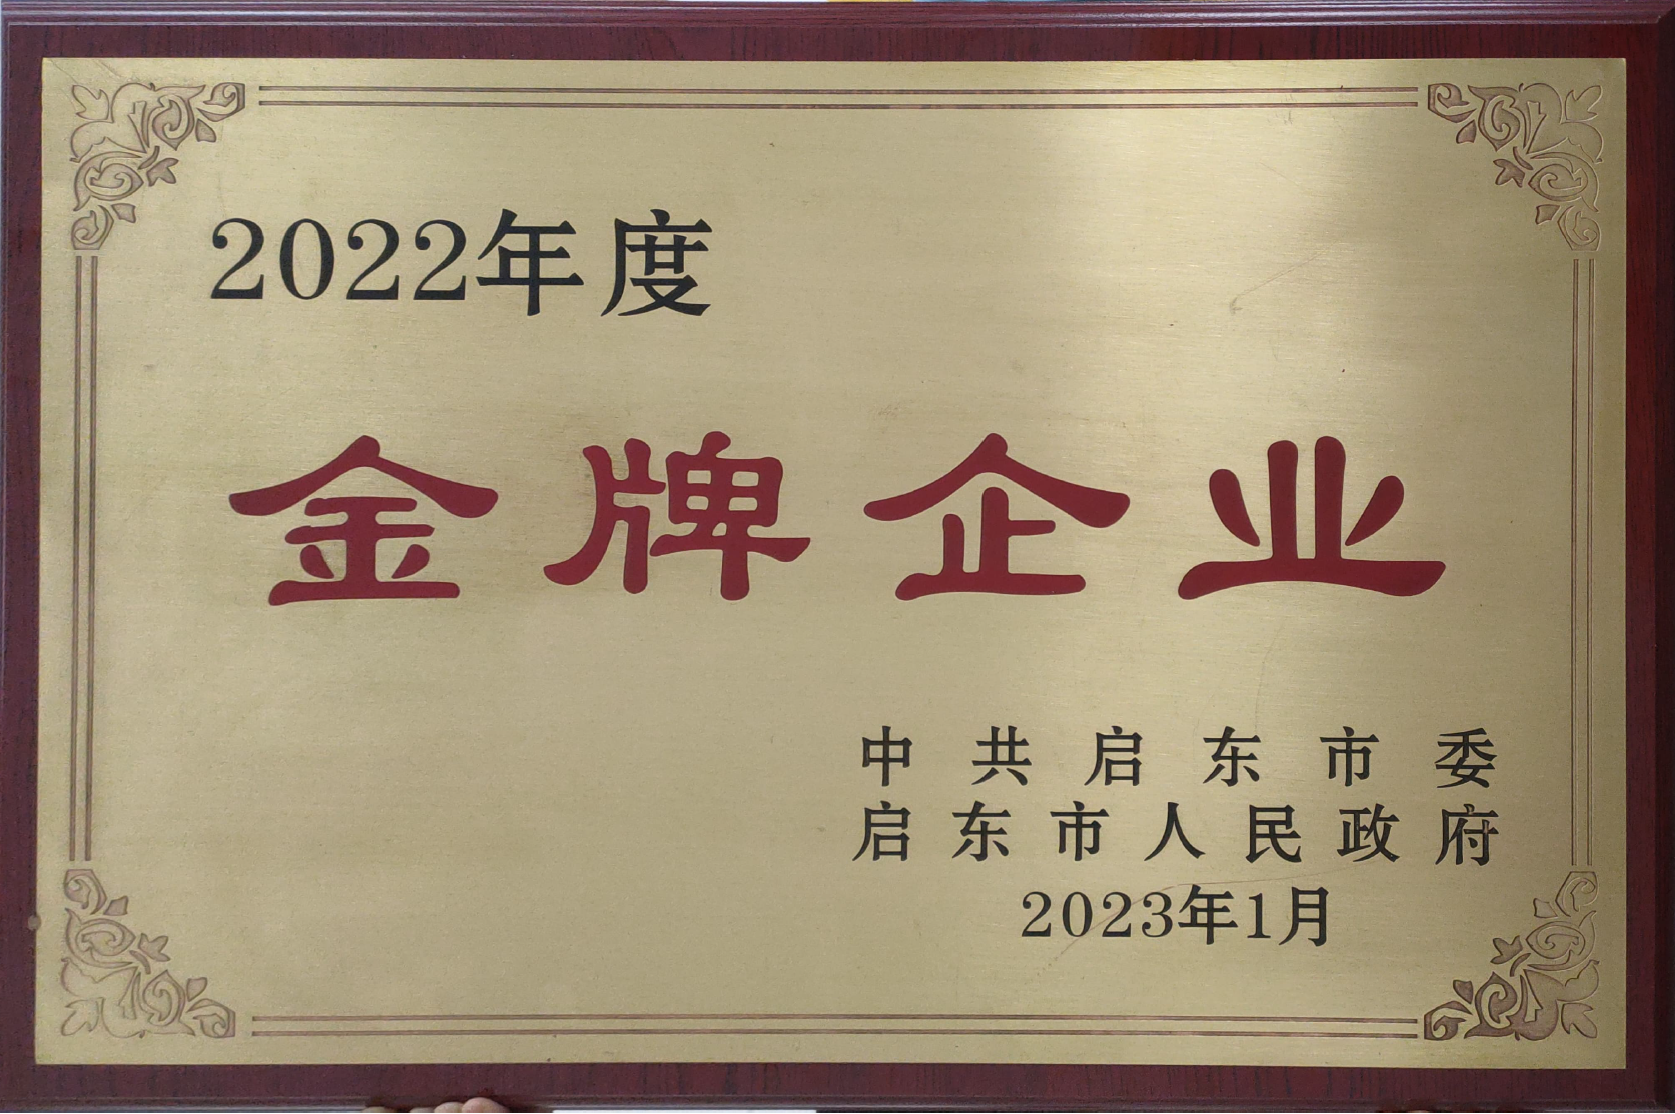 2022年度
金牌企业
中共启东市委
启东市人民政府
2023年1月